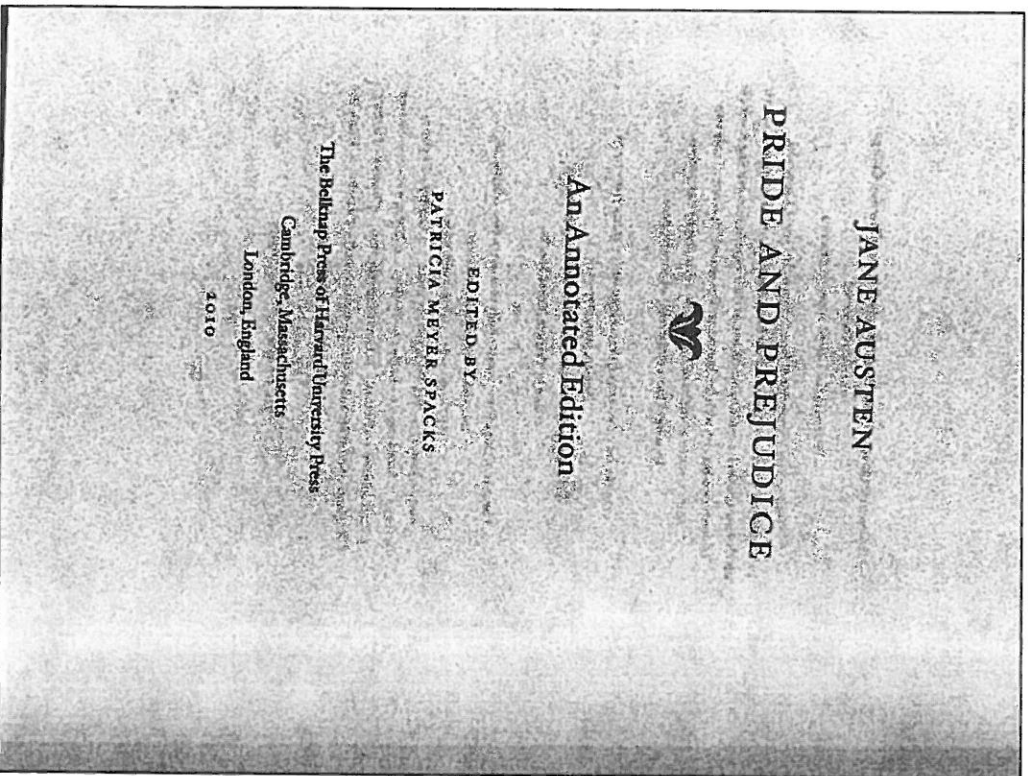 JANE AUSTEN
PRIDE AND PREJUDICE
An Annotated Edition
EDITED BY
PATRICIA MEYER SPACKS
The Belknap Press of Harvard University Press
Cambridge, Massachusetts
London, England
2010